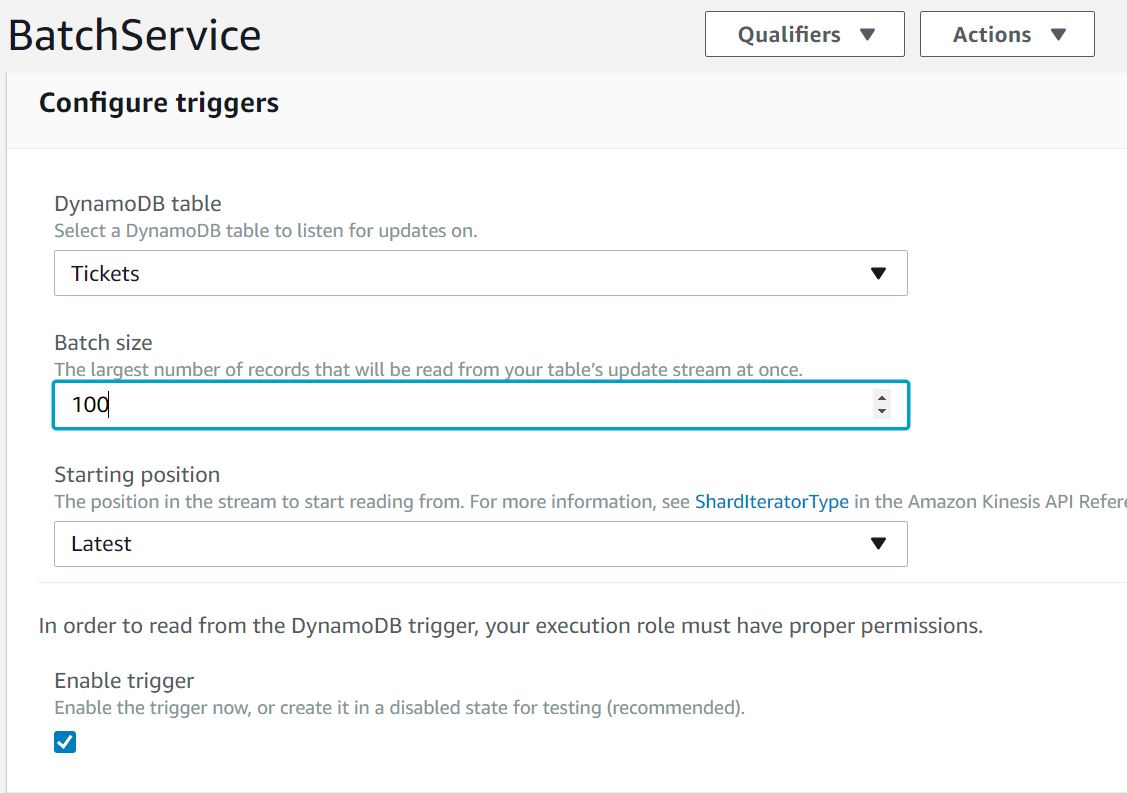 BatchService
Qualifiers
Actions
Configure triggers
DynamoDB table
Select a DynamoDB table to listen for updates on.
Tickets
Batch size
The largest number of records that will be read from your table’s update stream at once.
100
Starting position
The position in the stream to start reading from. For more information, see ShardIteratorType in the Amazon Kinesis API Refere
Latest
In order to read from the DynamoDB trigger, your execution role must have proper permissions.
Enable trigger
Enable the trigger now, or create it in a disabled state for testing (recommended).